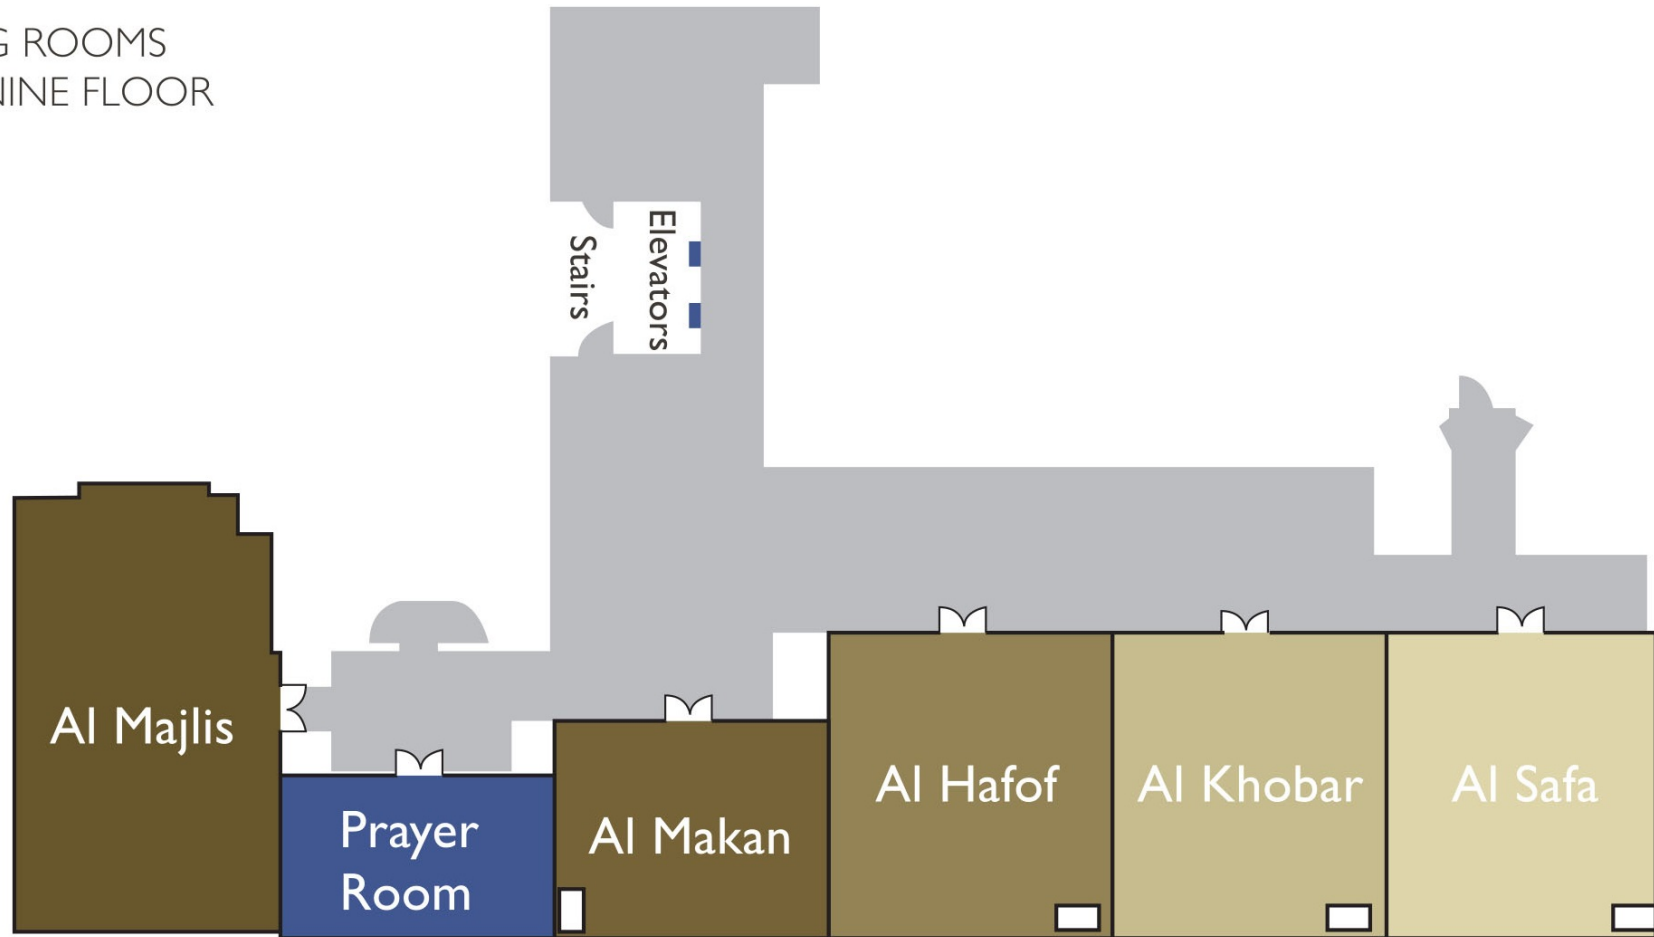 G ROOMS
NINE FLOOR
Elevators
Stairs
Al Majlis
Prayer
Room
Al Makan
Al Hafof
Al Khobar
Al Safa